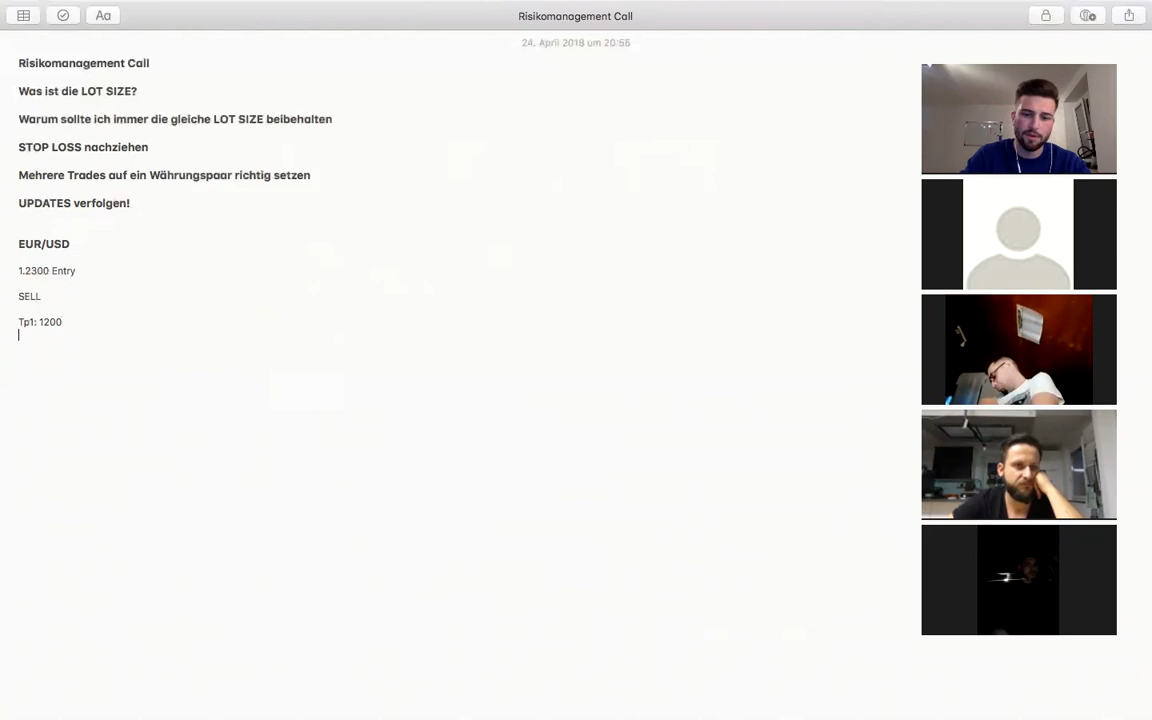 Aa
Risikomanagement Call
24. April 2018 um 20:55
Risikomanagement Call
Was ist die LOT SIZE?
Warum sollte ich immer die gleiche LOT SIZE beibehalten
STOP LOSS nachziehen
Mehrere Trades auf ein Währungspaar richtig setzen
UPDATES verfolgen!
EUR/USD
1.2300 Entry
SELL
Tp1: 1200